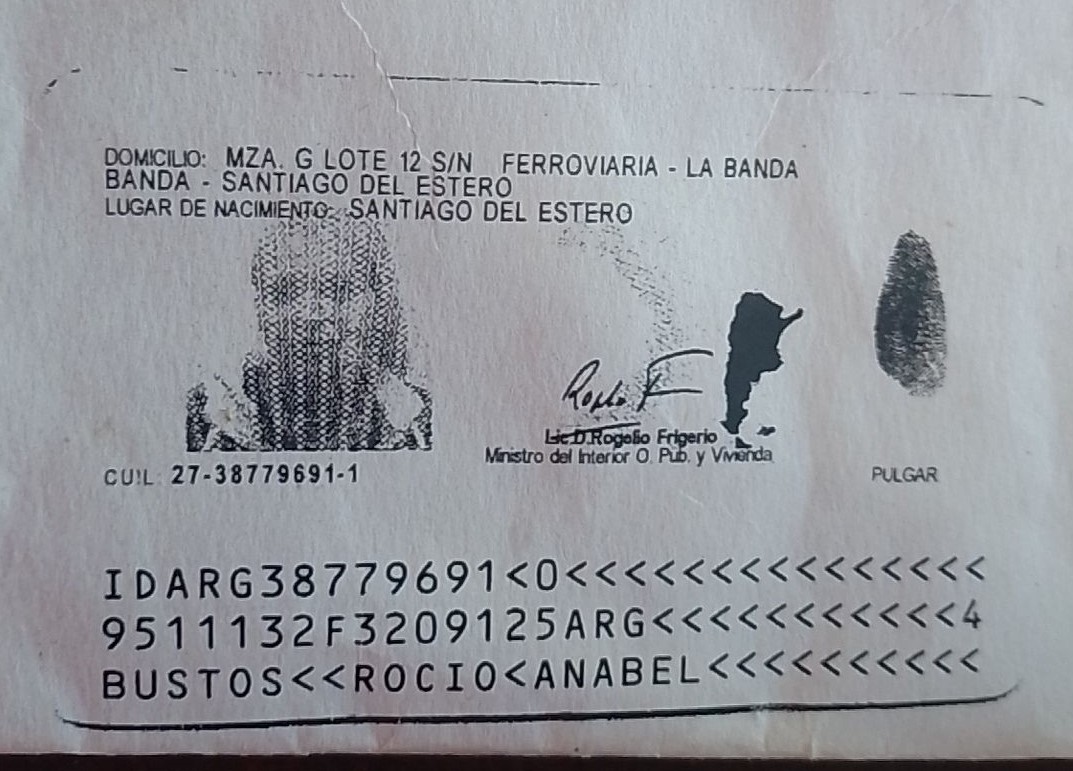 DOMICILIO: MZA. G LOTE 12 S/N FERROVIARIA - LA BANDA
BANDA - SANTIAGO DEL ESTERO
LUGAR DE NACIMIENTO: SANTIAGO DEL ESTERO
Lic.D.Rogelio Frigerio
Ministro del Interior O. Pub. y Vivienda
CUIL: 27-38779691-1
PULGAR
IDARG38779691<0<<<<<<<<<<<<<<<
9511132F3209125ARG<<<<<<<<<<<4
BUSTOS<<ROCIO<ANABEL<<<<<<<<<<